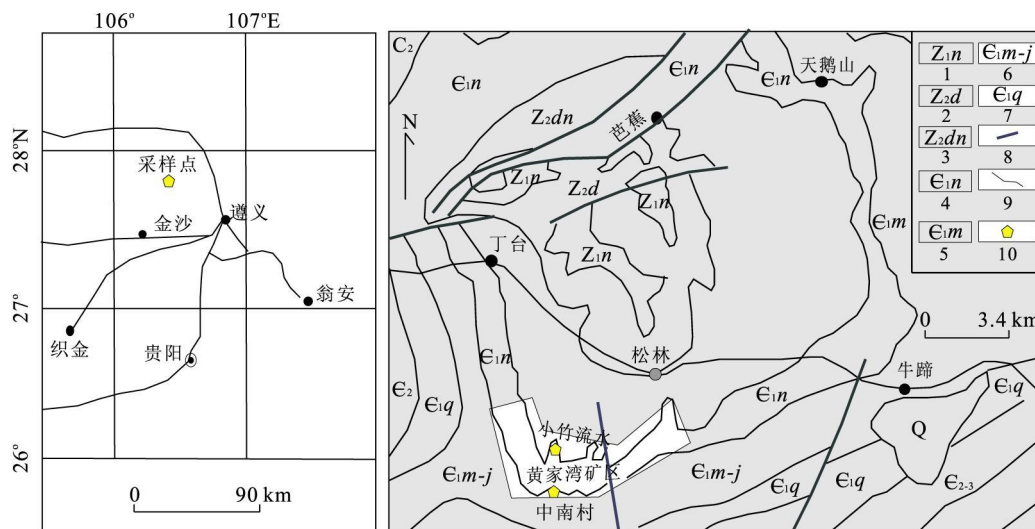 106°
107°E
28°N
27°
26°
采样点
金沙
遵义
翁安
织金
贵阳
0 90 km
C₂
Є₁n
Є₁n
Є₁n
天鹅山
N
Z₂dn
芭蕉
Z₁n
Z₂d
Z₁n
Є₁m
丁台
Z₁n
0 3.4 km
松林
牛蹄
Є₁n
Є₂
Є₁q
Є₁n
Є₁q
Q
小竹流水
黄家湾矿区
Є₁m-j
Є₁m-j
Є₁q
Є₁q
Є₂₋₃
中南村
Z₁n
1
Є₁m-j
6
Z₂d
2
Є₁q
7
Z₂dn
3
8
Є₁n
4
9
Є₁m
5
10